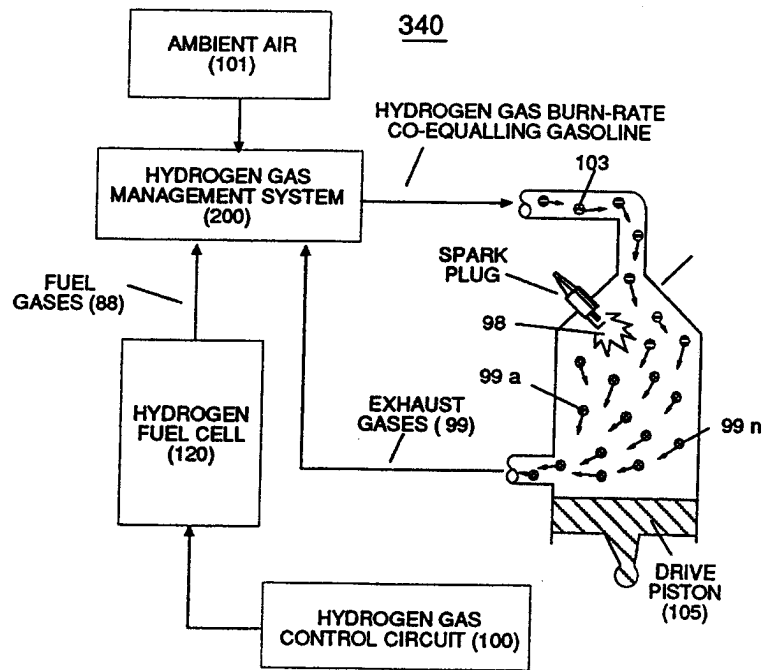 340
AMBIENT AIR
(101)
HYDROGEN GAS BURN-RATE
CO-EQUALLING GASOLINE
103
HYDROGEN GAS
MANAGEMENT SYSTEM
(200)
SPARK
PLUG
FUEL
GASES (88)
98
99 a
HYDROGEN
FUEL CELL
(120)
EXHAUST
GASES ( 99)
99 n
DRIVE
PISTON
(105)
HYDROGEN GAS
CONTROL CIRCUIT (100)